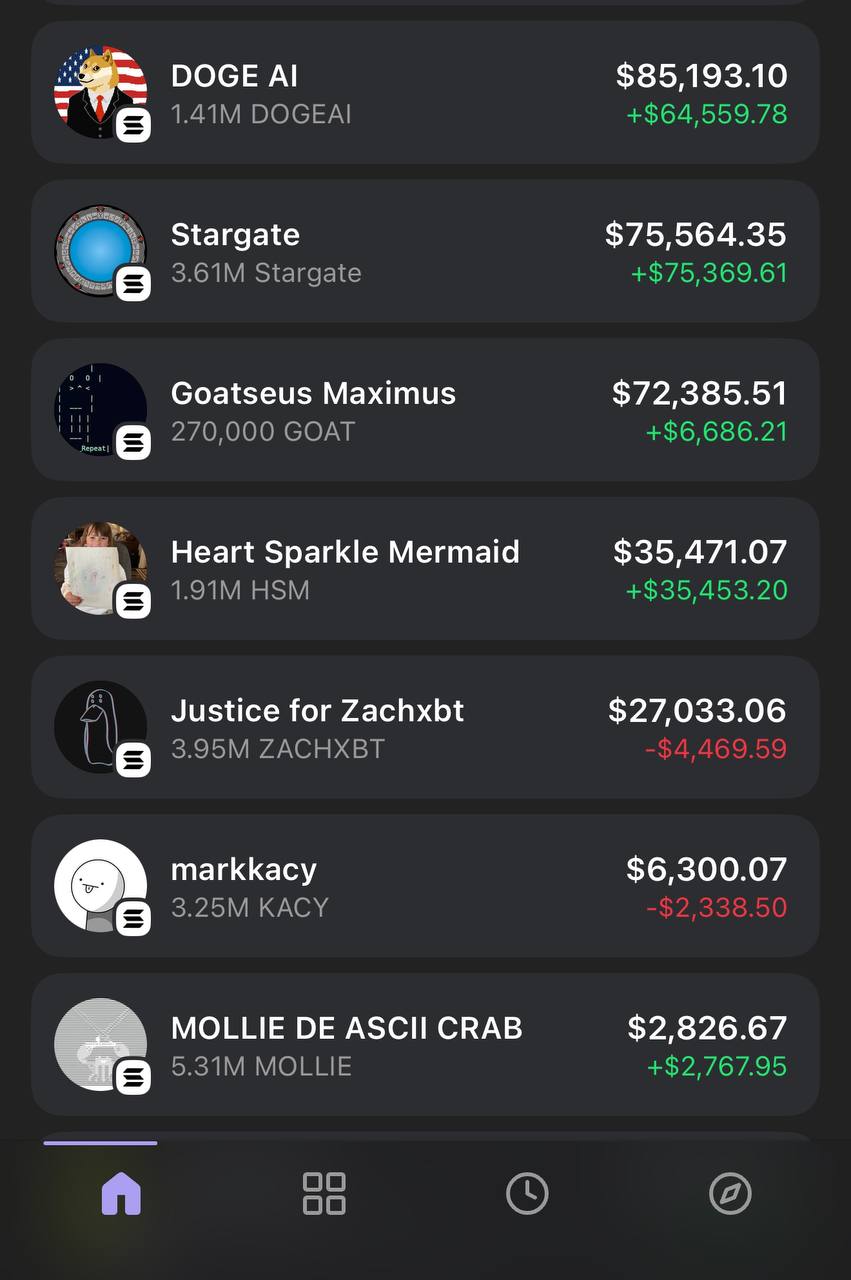 DOGE AI
$85,193.10
1.41M DOGEAI
+$64,559.78
Stargate
$75,564.35
3.61M Stargate
+$75,369.61
Goatseus Maximus
$72,385.51
270,000 GOAT
+$6,686.21
Repeat|
Heart Sparkle Mermaid
$35,471.07
1.91M HSM
+$35,453.20
Justice for Zachxbt
$27,033.06
3.95M ZACHXBT
-$4,469.59
markkacy
$6,300.07
3.25M KACY
-$2,338.50
MOLLIE DE ASCII CRAB
$2,826.67
5.31M MOLLIE
+$2,767.95